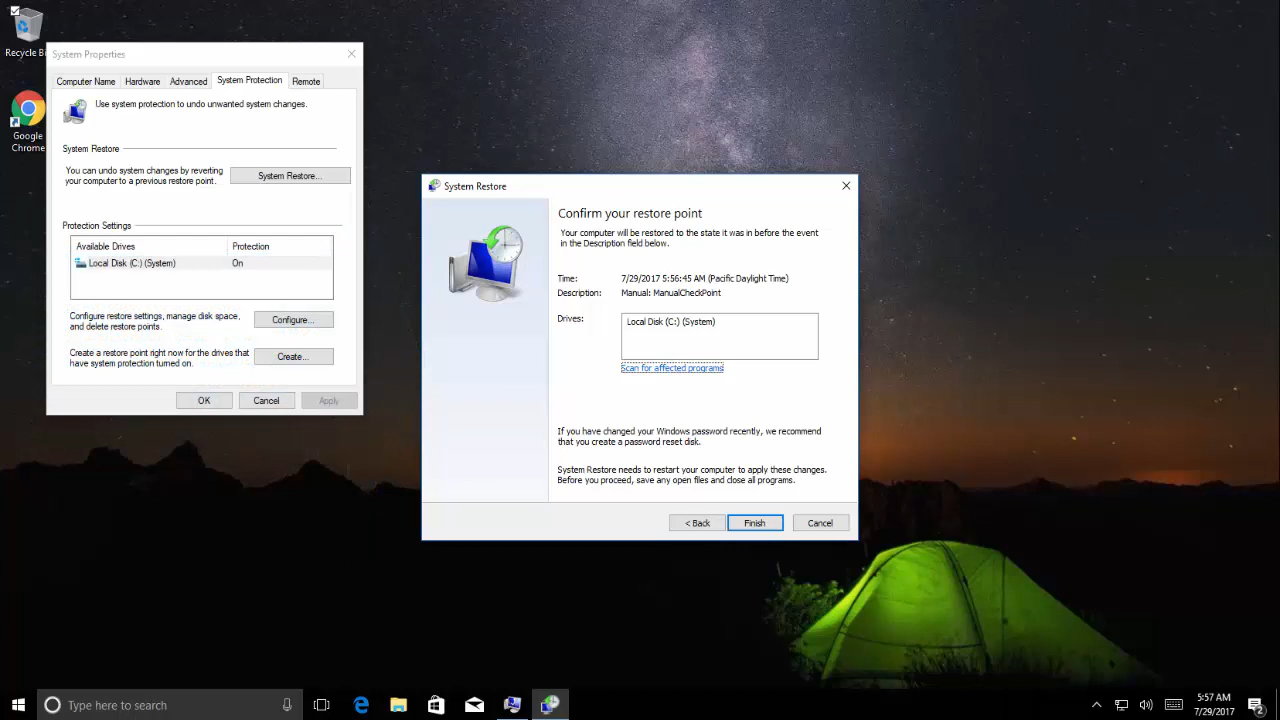 Recycle Bi
Google
Chrome
System Properties
Computer Name
Hardware
Advanced
System Protection
Remote
Use system protection to undo unwanted system changes.
System Restore
You can undo system changes by reverting
your computer to a previous restore point.
System Restore...
Protection Settings
Available Drives
Protection
Local Disk (C:) (System)
On
Configure restore settings, manage disk space,
and delete restore points.
Configure...
Create a restore point right now for the drives that
have system protection turned on.
Create...
OK
Cancel
Apply
System Restore
Confirm your restore point
Your computer will be restored to the state it was in before the event
in the Description field below.
Time:
7/29/2017 5:56:45 AM (Pacific Daylight Time)
Description:
Manual: ManualCheckPoint
Drives:
Local Disk (C:) (System)
Scan for affected programs
If you have changed your Windows password recently, we recommend
that you create a password reset disk.
System Restore needs to restart your computer to apply these changes.
Before you proceed, save any open files and close all programs.
< Back
Finish
Cancel
Type here to search
5:57 AM
7/29/2017
2